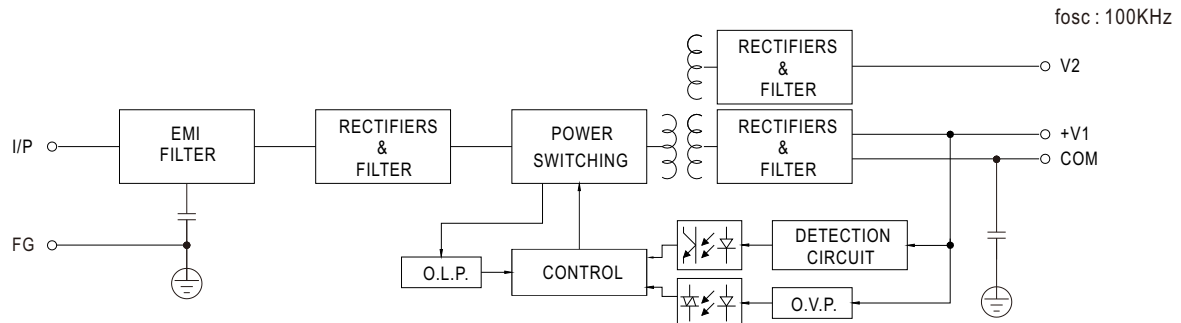 fosc : 100KHz
RECTIFIERS
&
FILTER
V2
I/P
EMI
FILTER
RECTIFIERS
&
FILTER
POWER
SWITCHING
RECTIFIERS
&
FILTER
+V1
COM
FG
O.L.P.
CONTROL
DETECTION
CIRCUIT
O.V.P.